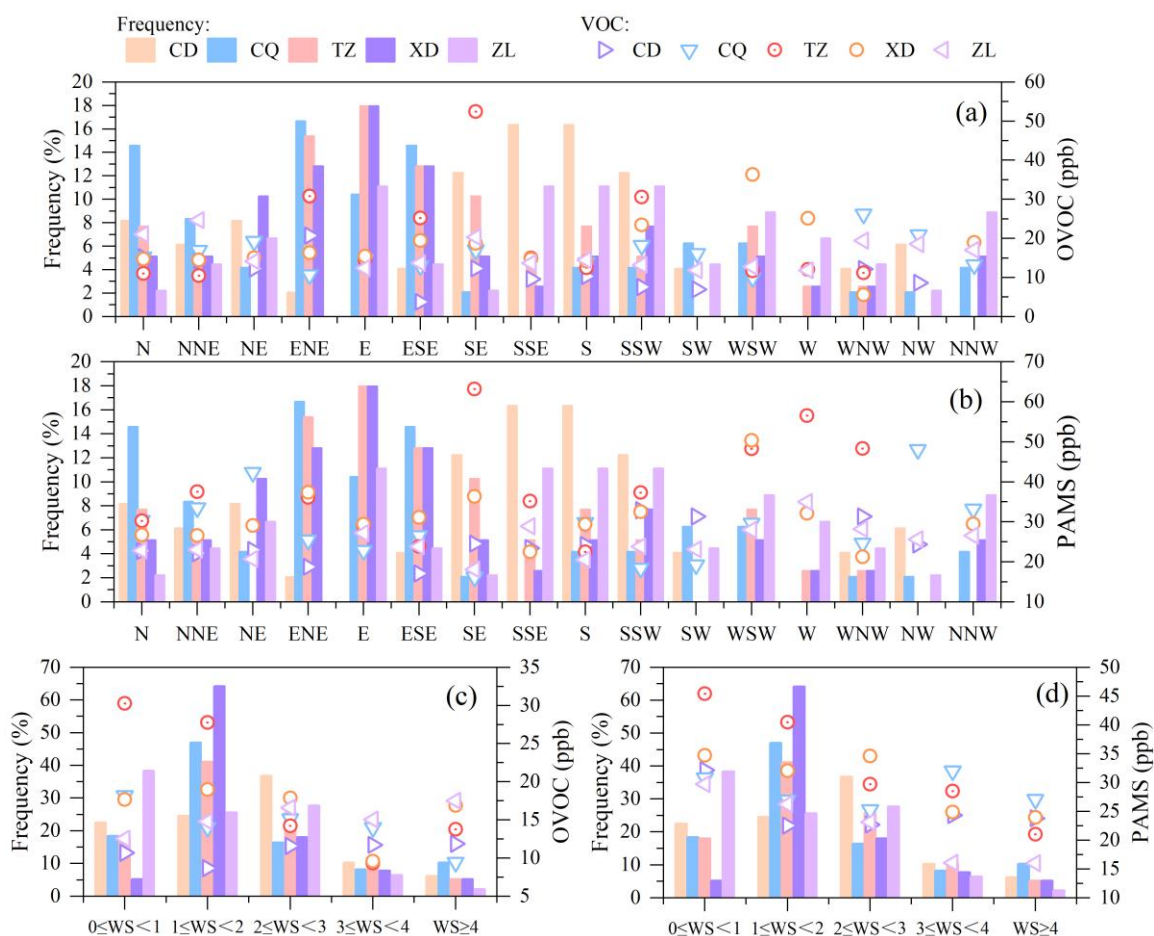 Frequency: VOC:
CD CQ TZ XD ZL CD CQ TZ XD ZL
20 18 16 14 12 10 8 6 4 2 0
Frequency (%)
(a)
60 50 40 30 20 10 0
OVOC (ppb)
N NNE NE ENE E ESE SE SSE S SSW SW WSW W WNW NW NNW
20 18 16 14 12 10 8 6 4 2 0
Frequency (%)
(b)
70 60 50 40 30 20 10
PAMS (ppb)
N NNE NE ENE E ESE SE SSE S SSW SW WSW W WNW NW NNW
70 60 50 40 30 20 10 0
Frequency (%)
(c)
35 30 25 20 15 10 5
OVOC (ppb)
0≤WS<1 1≤WS<2 2≤WS<3 3≤WS<4 WS≥4
70 60 50 40 30 20 10 0
Frequency (%)
(d)
50 45 40 35 30 25 20 15 10
PAMS (ppb)
0≤WS<1 1≤WS<2 2≤WS<3 3≤WS<4 WS≥4